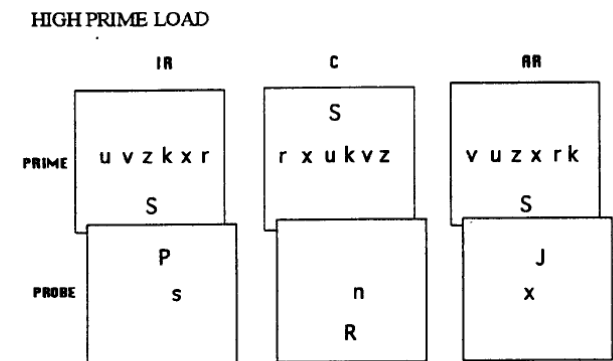 HIGH PRIME LOAD
IR C AR
S
PRIME u v z k x r r x u k v z v u z x r k
S S
P J
PROBE s n x
R